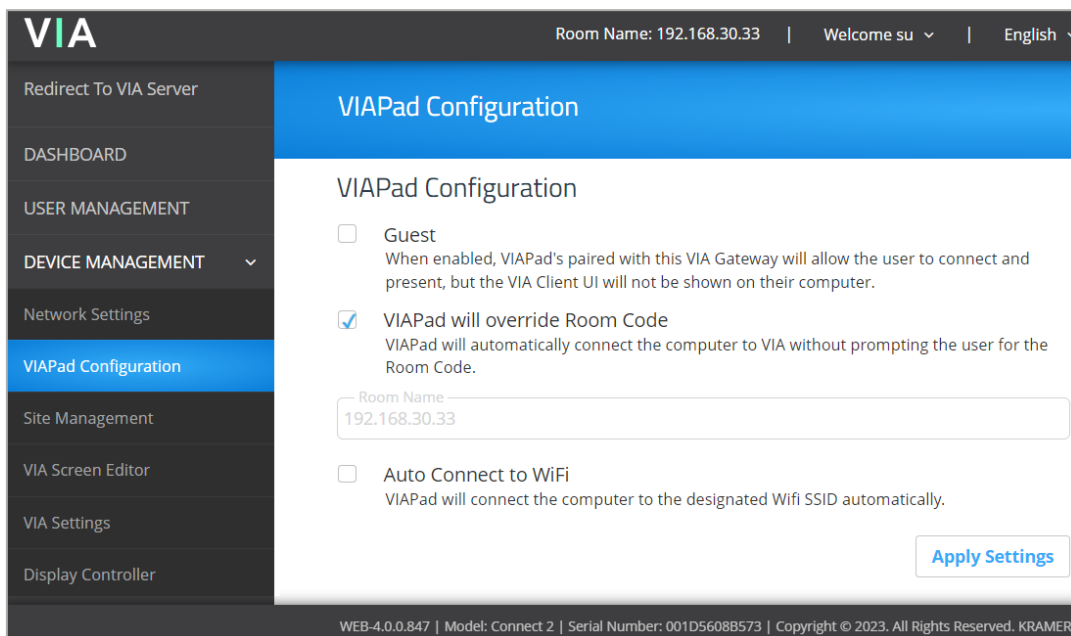 VIA
Room Name: 192.168.30.33 | Welcome su | English
Redirect To VIA Server
DASHBOARD
USER MANAGEMENT
DEVICE MANAGEMENT
Network Settings
VIAPad Configuration
Site Management
VIA Screen Editor
VIA Settings
Display Controller
VIAPad Configuration
VIAPad Configuration
Guest
When enabled, VIAPad's paired with this VIA Gateway will allow the user to connect and
present, but the VIA Client UI will not be shown on their computer.
VIAPad will override Room Code
VIAPad will automatically connect the computer to VIA without prompting the user for the
Room Code.
Room Name
192.168.30.33
Auto Connect to WiFi
VIAPad will connect the computer to the designated Wifi SSID automatically.
Apply Settings
WEB-4.0.0.847 | Model: Connect 2 | Serial Number: 001D5608B573 | Copyright © 2023. All Rights Reserved. KRAMER